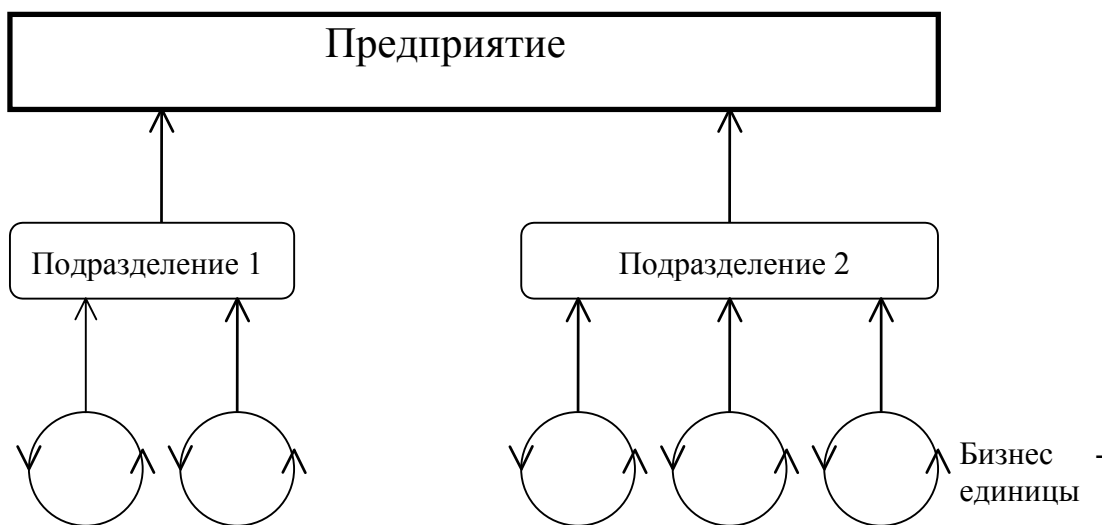 Предприятие
Подразделение 1
Подразделение 2
Бизнес -
единицы